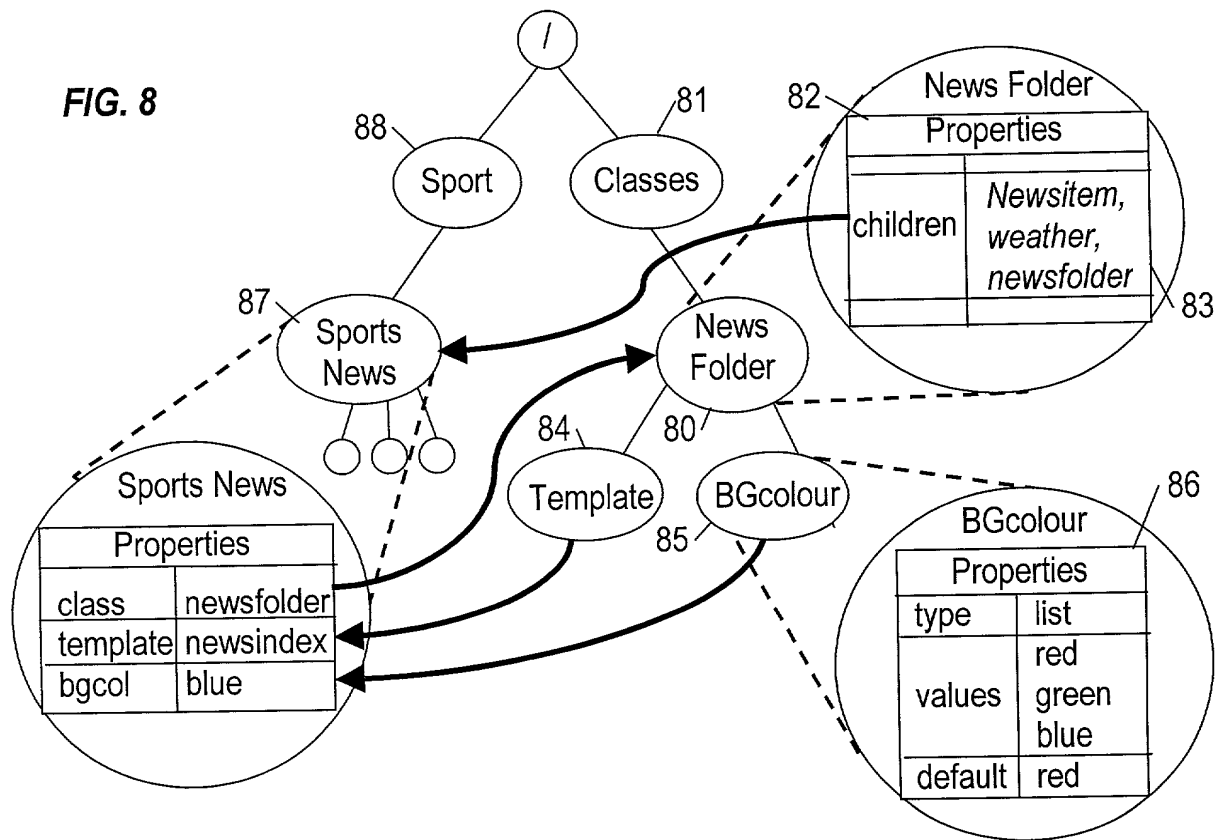 FIG. 8
/
88
81
Sport
Classes
82
News Folder
Properties
children
Newsitem,
weather,
newsfolder
83
87
Sports
News
News
Folder
80
84
Template
BGcolour
85
Sports News
Properties
class newsfolder
template newsindex
bgcol blue
86
BGcolour
Properties
type list
values
red
green
blue
default red